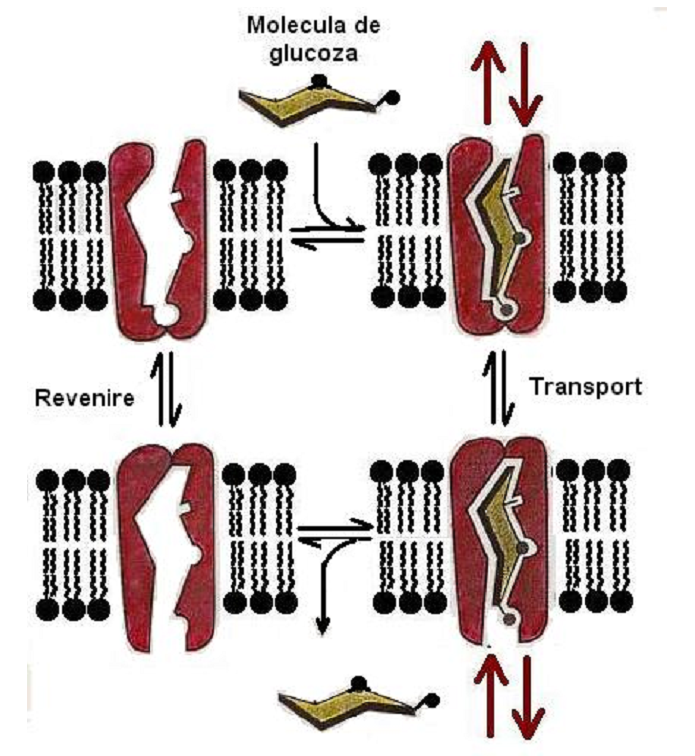 Molecula de
glucoza
Revenire
Transport